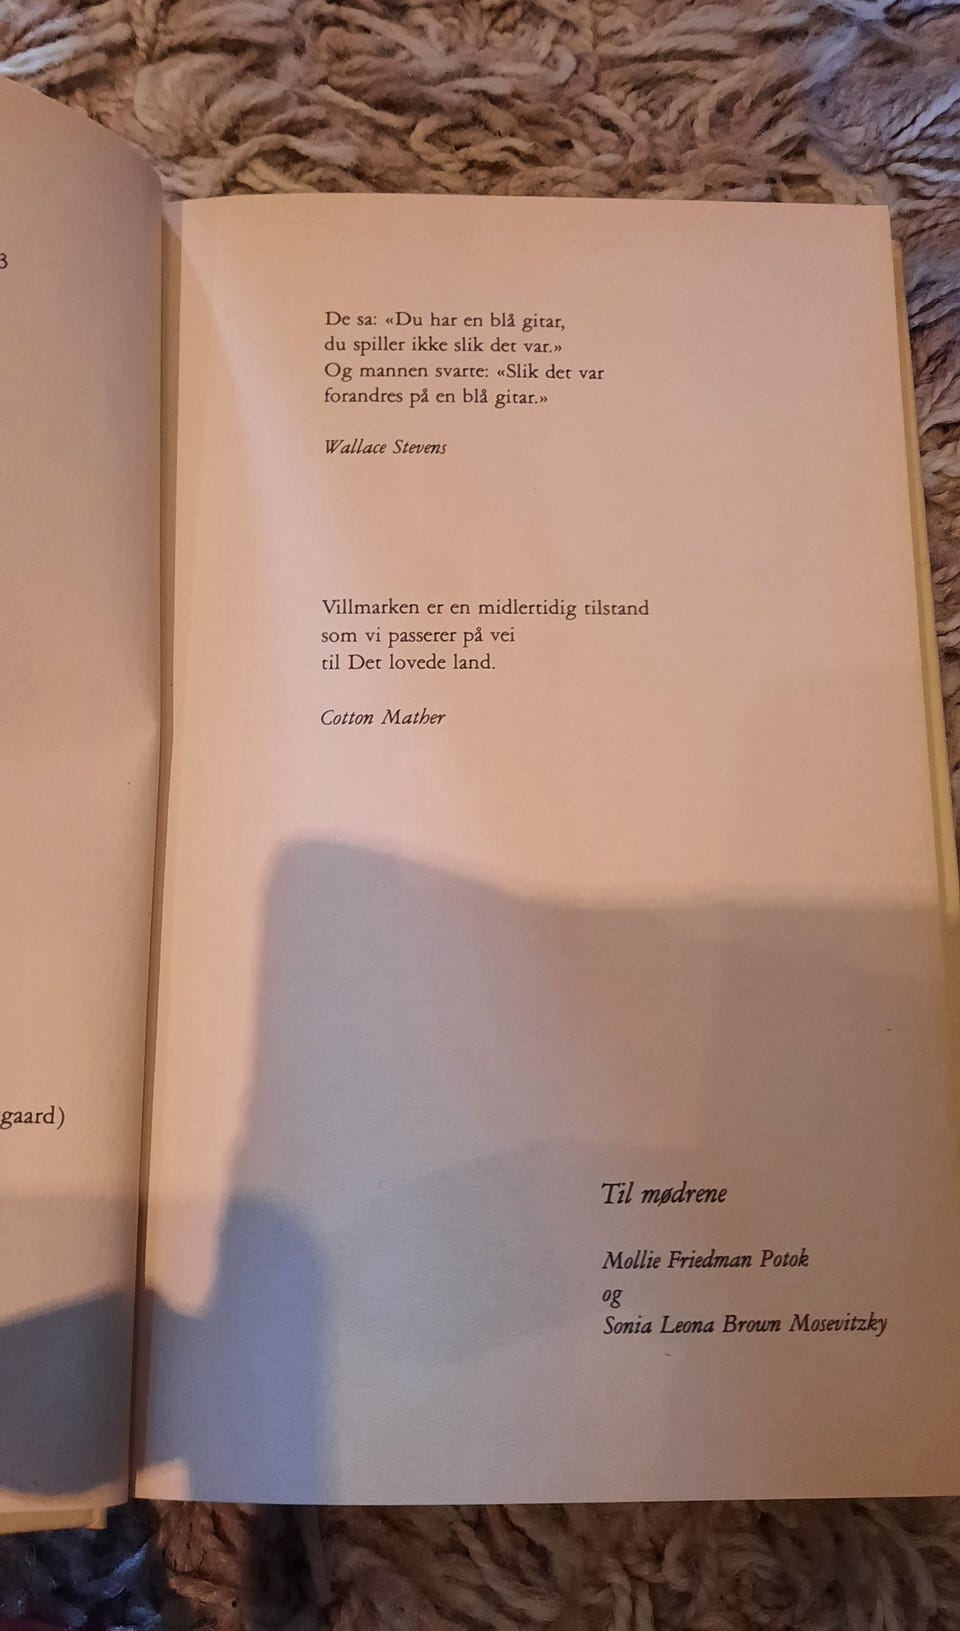 3
gaard)
De sa: «Du har en blå gitar,
du spiller ikke slik det var.»
Og mannen svarte: «Slik det var
forandres på en blå gitar.»
Wallace Stevens
Villmarken er en midlertidig tilstand
som vi passerer på vei
til Det lovede land.
Cotton Mather
Til mødrene
Mollie Friedman Potok
og
Sonia Leona Brown Mosevitzky